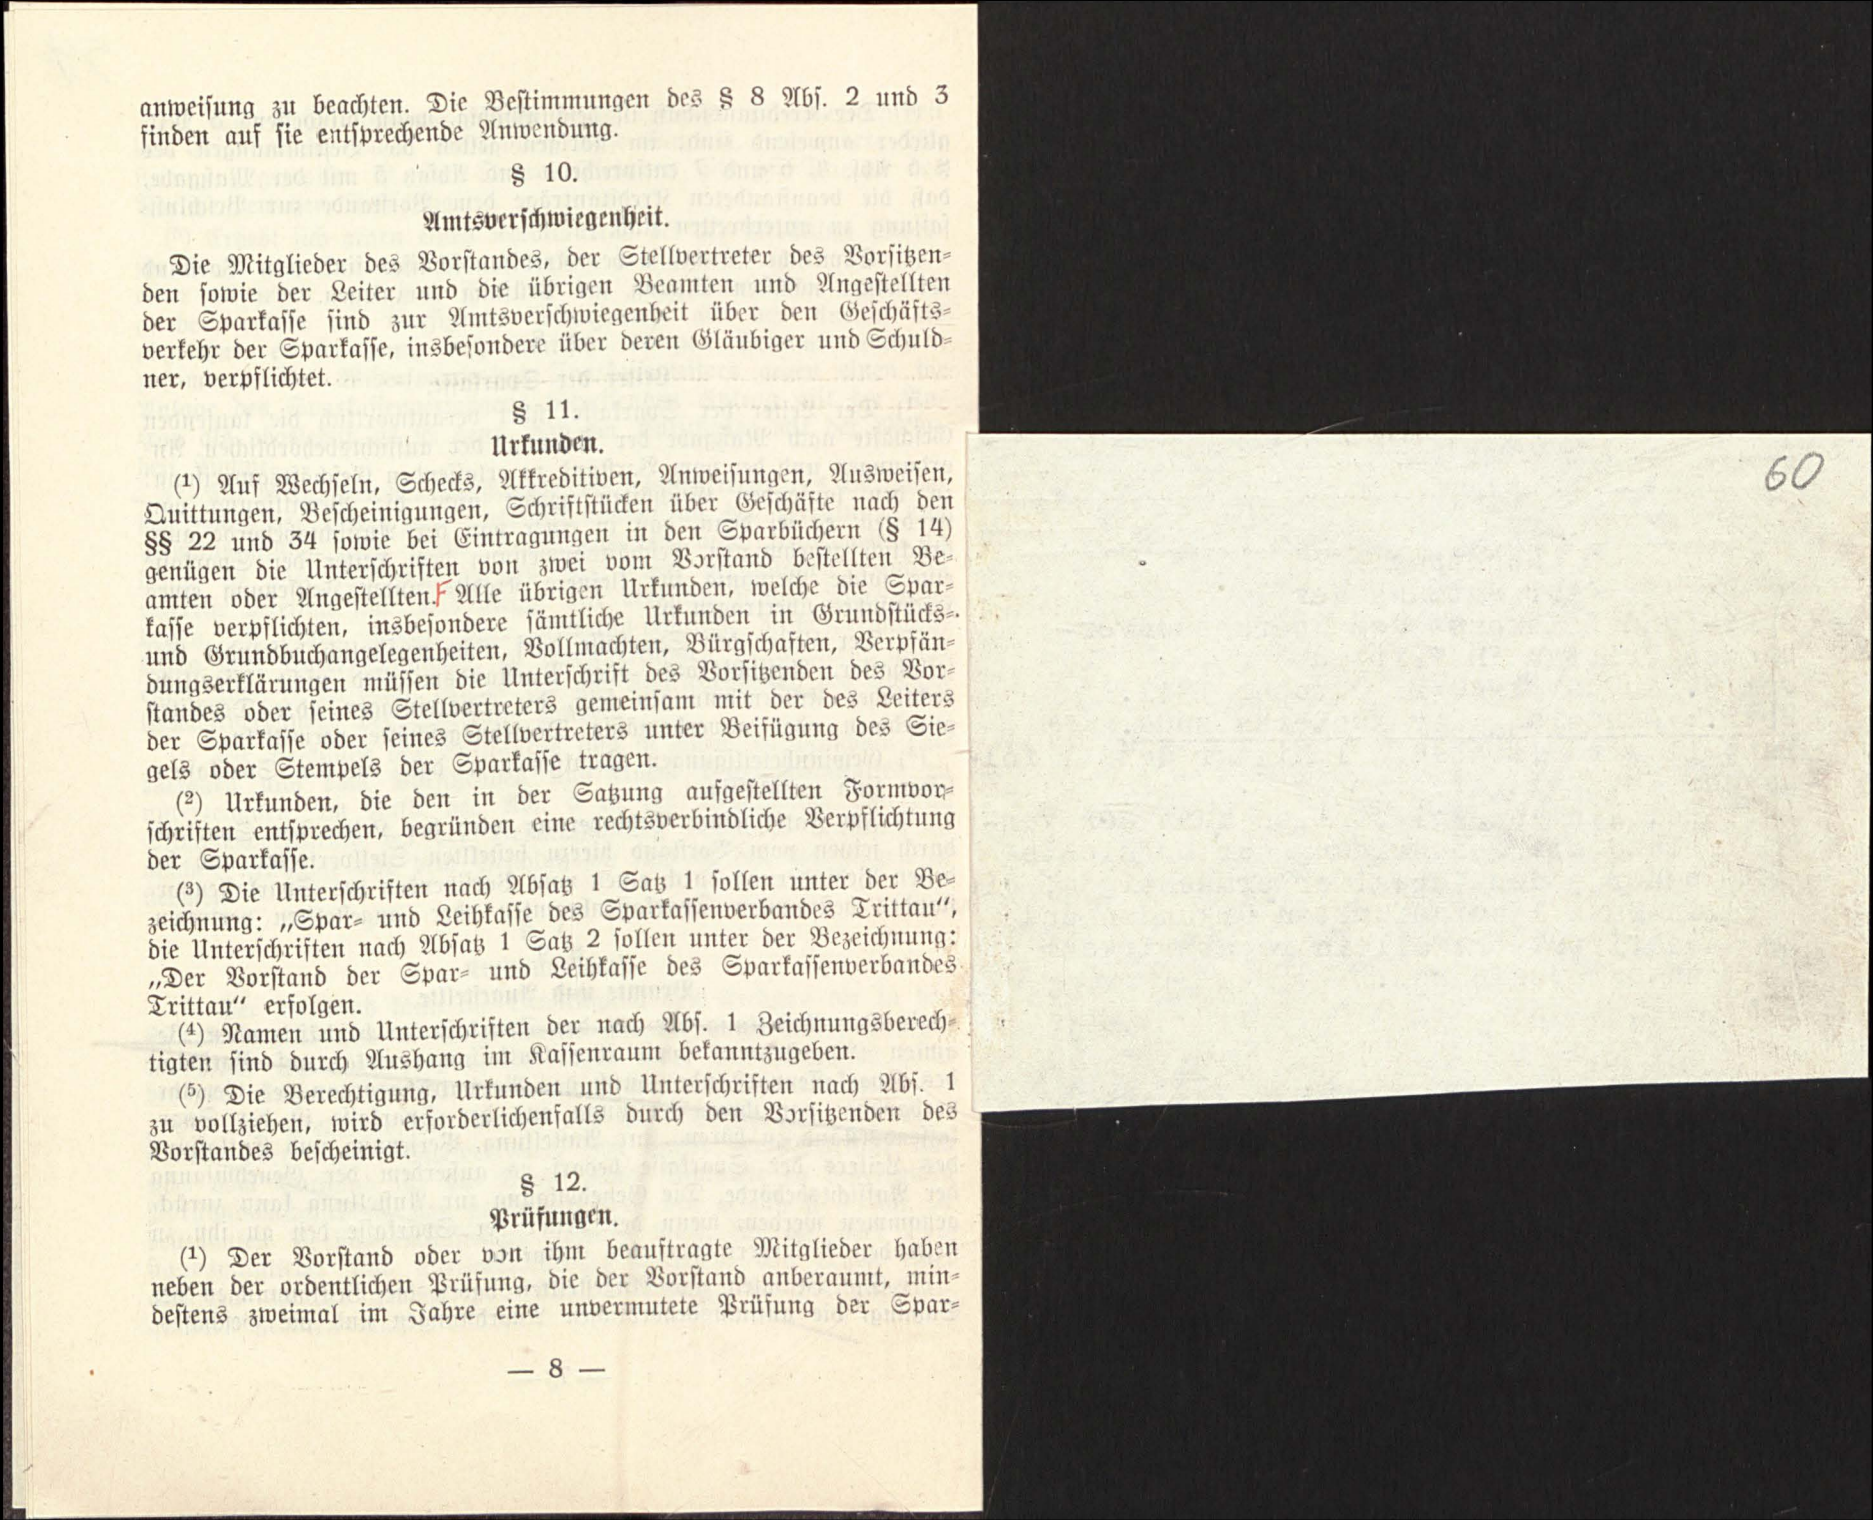 anweisung zu beachten. Die Bestimmungen des § 8 Abs. 2 und 3
finden auf sie entsprechende Anwendung.
§ 10.
Amtsverschwiegenheit.
Die Mitglieder des Vorstandes, der Stellvertreter des Vorsitzen-
den sowie der Leiter und die übrigen Beamten und Angestellten
der Sparkasse sind zur Amtsverschwiegenheit über den Geschäfts-
verkehr der Sparkasse, insbesondere über deren Gläubiger und Schuld-
ner, verpflichtet.
§ 11.
Urkunden.
(1) Auf Wechseln, Schecks, Akkreditiven, Anweisungen, Ausweisen,
Quittungen, Bescheinigungen, Schriftstücken über Geschäfte nach den
§§ 22 und 34 sowie bei Eintragungen in den Sparbüchern (§ 14)
genügen die Unterschriften von zwei vom Vorstand bestellten Be-
amten oder Angestellten. Alle übrigen Urkunden, welche die Spar-
kasse verpflichten, insbesondere sämtliche Urkunden in Grundstücks-
und Grundbuchangelegenheiten, Vollmachten, Bürgschaften, Verpfän-
dungserklärungen müssen die Unterschrift des Vorsitzenden des Vor-
standes oder seines Stellvertreters gemeinsam mit der des Leiters
der Sparkasse oder seines Stellvertreters unter Beifügung des Sie-
gels oder Stempels der Sparkasse tragen.
(2) Urkunden, die den in der Satzung aufgestellten Formvor-
schriften entsprechen, begründen eine rechtsverbindliche Verpflichtung
der Sparkasse.
(3) Die Unterschriften nach Absatz 1 Satz 1 sollen unter der Be-
zeichnung: „Spar- und Leihkasse des Sparkassenverbandes Trittau“,
die Unterschriften nach Absatz 1 Satz 2 sollen unter der Bezeichnung:
„Der Vorstand der Spar- und Leihkasse des Sparkassenverbandes
Trittau“ erfolgen.
(4) Namen und Unterschriften der nach Abs. 1 Zeichnungsberech-
tigten sind durch Aushang im Kassenraum bekanntzugeben.
(5) Die Berechtigung, Urkunden und Unterschriften nach Abs. 1
zu vollziehen, wird erforderlichenfalls durch den Vorsitzenden des
Vorstandes bescheinigt.
§ 12.
Prüfungen.
(1) Der Vorstand oder von ihm beauftragte Mitglieder haben
neben der ordentlichen Prüfung, die der Vorstand anberaumt, min-
destens zweimal im Jahre eine unvermutete Prüfung der Spar-
— 8 —
60